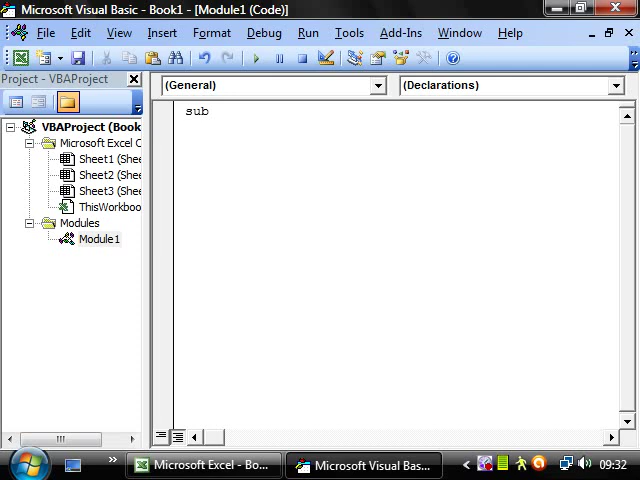 Microsoft Visual Basic - Book1 - [Module1 (Code)]
File Edit View Insert Format Debug Run Tools Add-Ins Window Help
Project - VBAProject
(General)
(Declarations)
sub
VBAProject (Book
Microsoft Excel O
Sheet1 (Shee
Sheet2 (Shee
Sheet3 (Shee
ThisWorkboo
Modules
Module1
Microsoft Excel - Bo...
Microsoft Visual Bas...
09:32